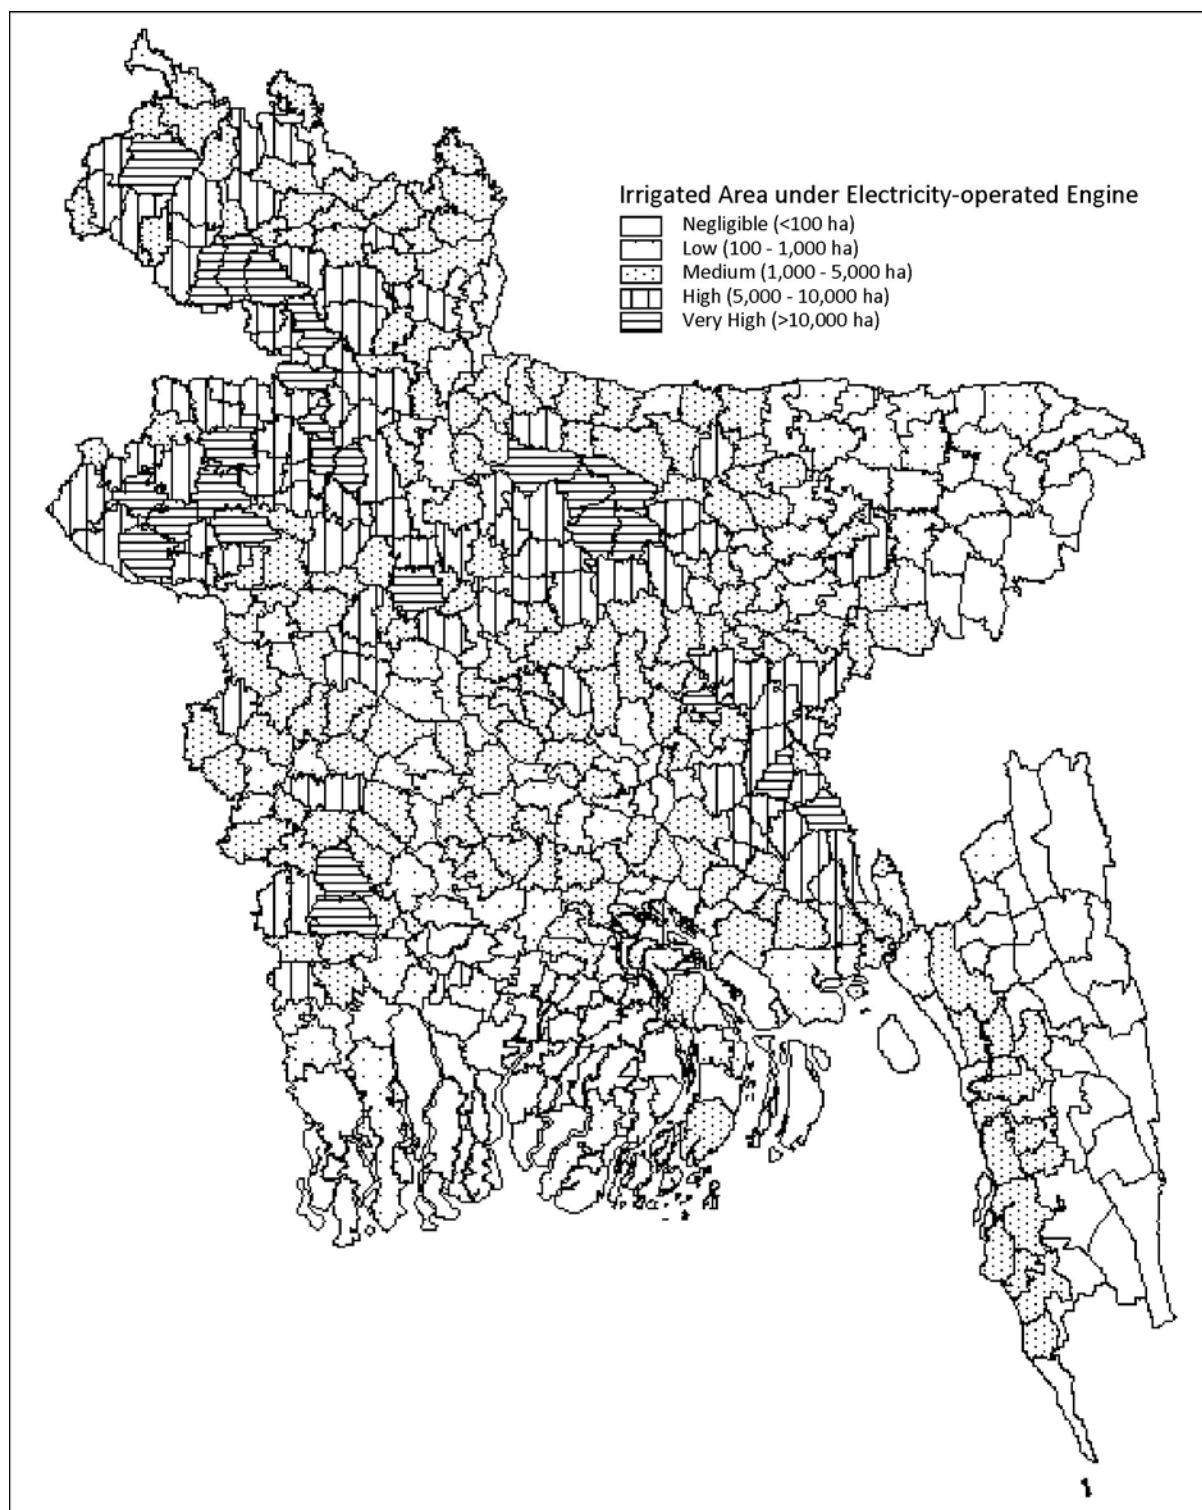 Irrigated Area under Electricity-operated Engine
Negligible (<100 ha)
Low (100 - 1,000 ha)
Medium (1,000 - 5,000 ha)
High (5,000 - 10,000 ha)
Very High (>10,000 ha)